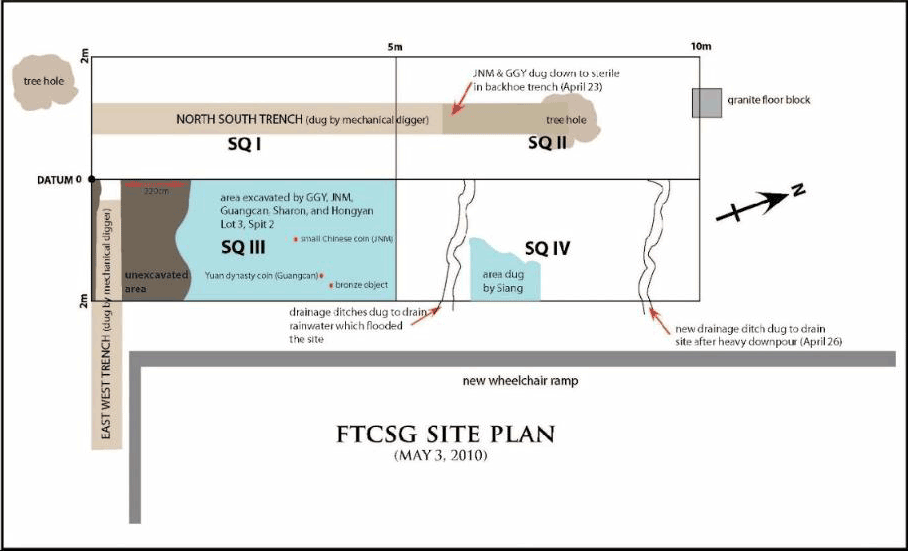 5m
10m
2m
tree hole
JNM & GGY dug down to sterile
in backhoe trench (April 23)
granite floor block
NORTH SOUTH TRENCH (dug by mechanical digger)
tree hole
SQ I
SQ II
DATUM 0
N
220cm
area excavated by GGY, JNM,
Guangcan, Sharon, and Hongyan
Lot 3, Spit 2
SQ III
small Chinese coin (JNM)
SQ IV
unexcavated
area
Yuan dynasty coin (Guangcan)
bronze object
area dug
by Siang
EAST WEST TRENCH (dug by mechanical digger)
2m
drainage ditches dug to drain
rainwater which flooded
the site
new drainage ditch dug to drain
site after heavy downpour (April 26)
new wheelchair ramp
FTCSG SITE PLAN
(MAY 3, 2010)